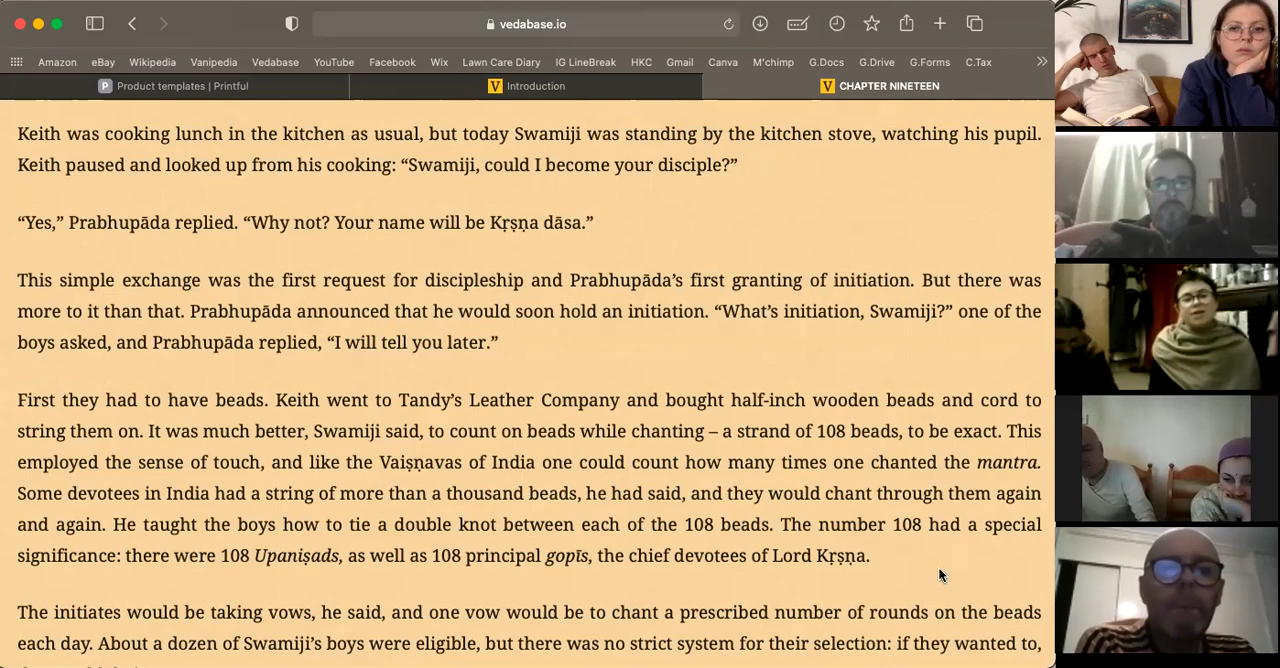 vedabase.io
Amazon eBay Wikipedia Vanipedia Vedabase YouTube Facebook Wix Lawn Care Diary IG LineBreak HKC Gmail Canva M'chimp G.Docs G.Drive G.Forms C.Tax
P Product templates | Printful V Introduction V CHAPTER NINETEEN
Keith was cooking lunch in the kitchen as usual, but today Swamiji was standing by the kitchen stove, watching his pupil.
Keith paused and looked up from his cooking: “Swamiji, could I become your disciple?”
“Yes,” Prabhupāda replied. “Why not? Your name will be Kṛṣṇa dāsa.”
This simple exchange was the first request for discipleship and Prabhupāda’s first granting of initiation. But there was
more to it than that. Prabhupāda announced that he would soon hold an initiation. “What’s initiation, Swamiji?” one of the
boys asked, and Prabhupāda replied, “I will tell you later.”
First they had to have beads. Keith went to Tandy’s Leather Company and bought half-inch wooden beads and cord to
string them on. It was much better, Swamiji said, to count on beads while chanting – a strand of 108 beads, to be exact. This
employed the sense of touch, and like the Vaiṣṇavas of India one could count how many times one chanted the mantra.
Some devotees in India had a string of more than a thousand beads, he had said, and they would chant through them again
and again. He taught the boys how to tie a double knot between each of the 108 beads. The number 108 had a special
significance: there were 108 Upaniṣads, as well as 108 principal gopīs, the chief devotees of Lord Kṛṣṇa.
The initiates would be taking vows, he said, and one vow would be to chant a prescribed number of rounds on the beads
each day. About a dozen of Swamiji’s boys were eligible, but there was no strict system for their selection: if they wanted to,